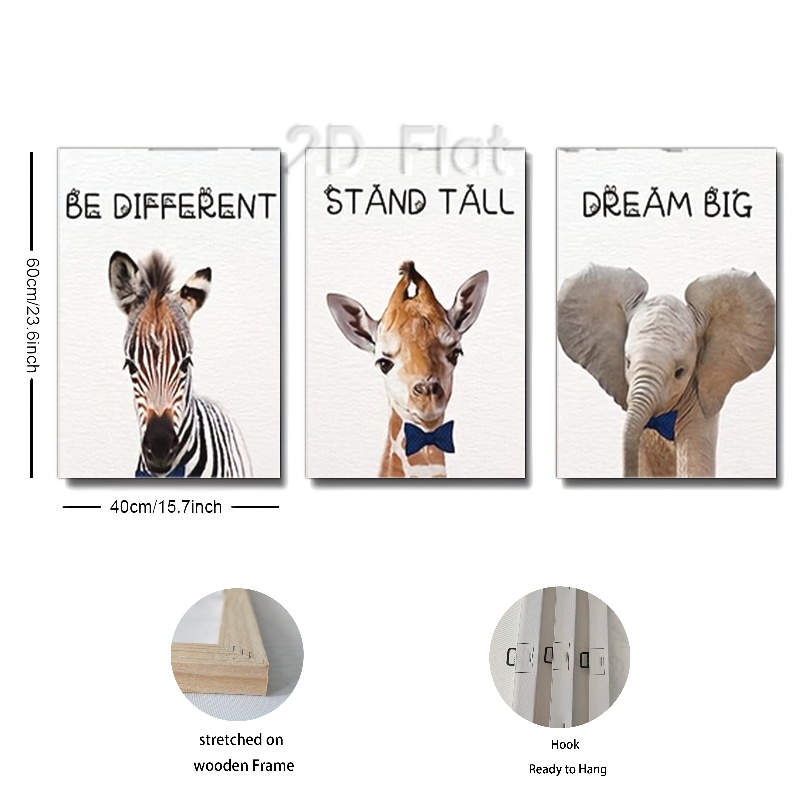 2D Flat
BE DIFFERENT
STAND TALL
DREAM BIG
60cm/23.6inch
40cm/15.7inch
stretched on
wooden Frame
Hook
Ready to Hang